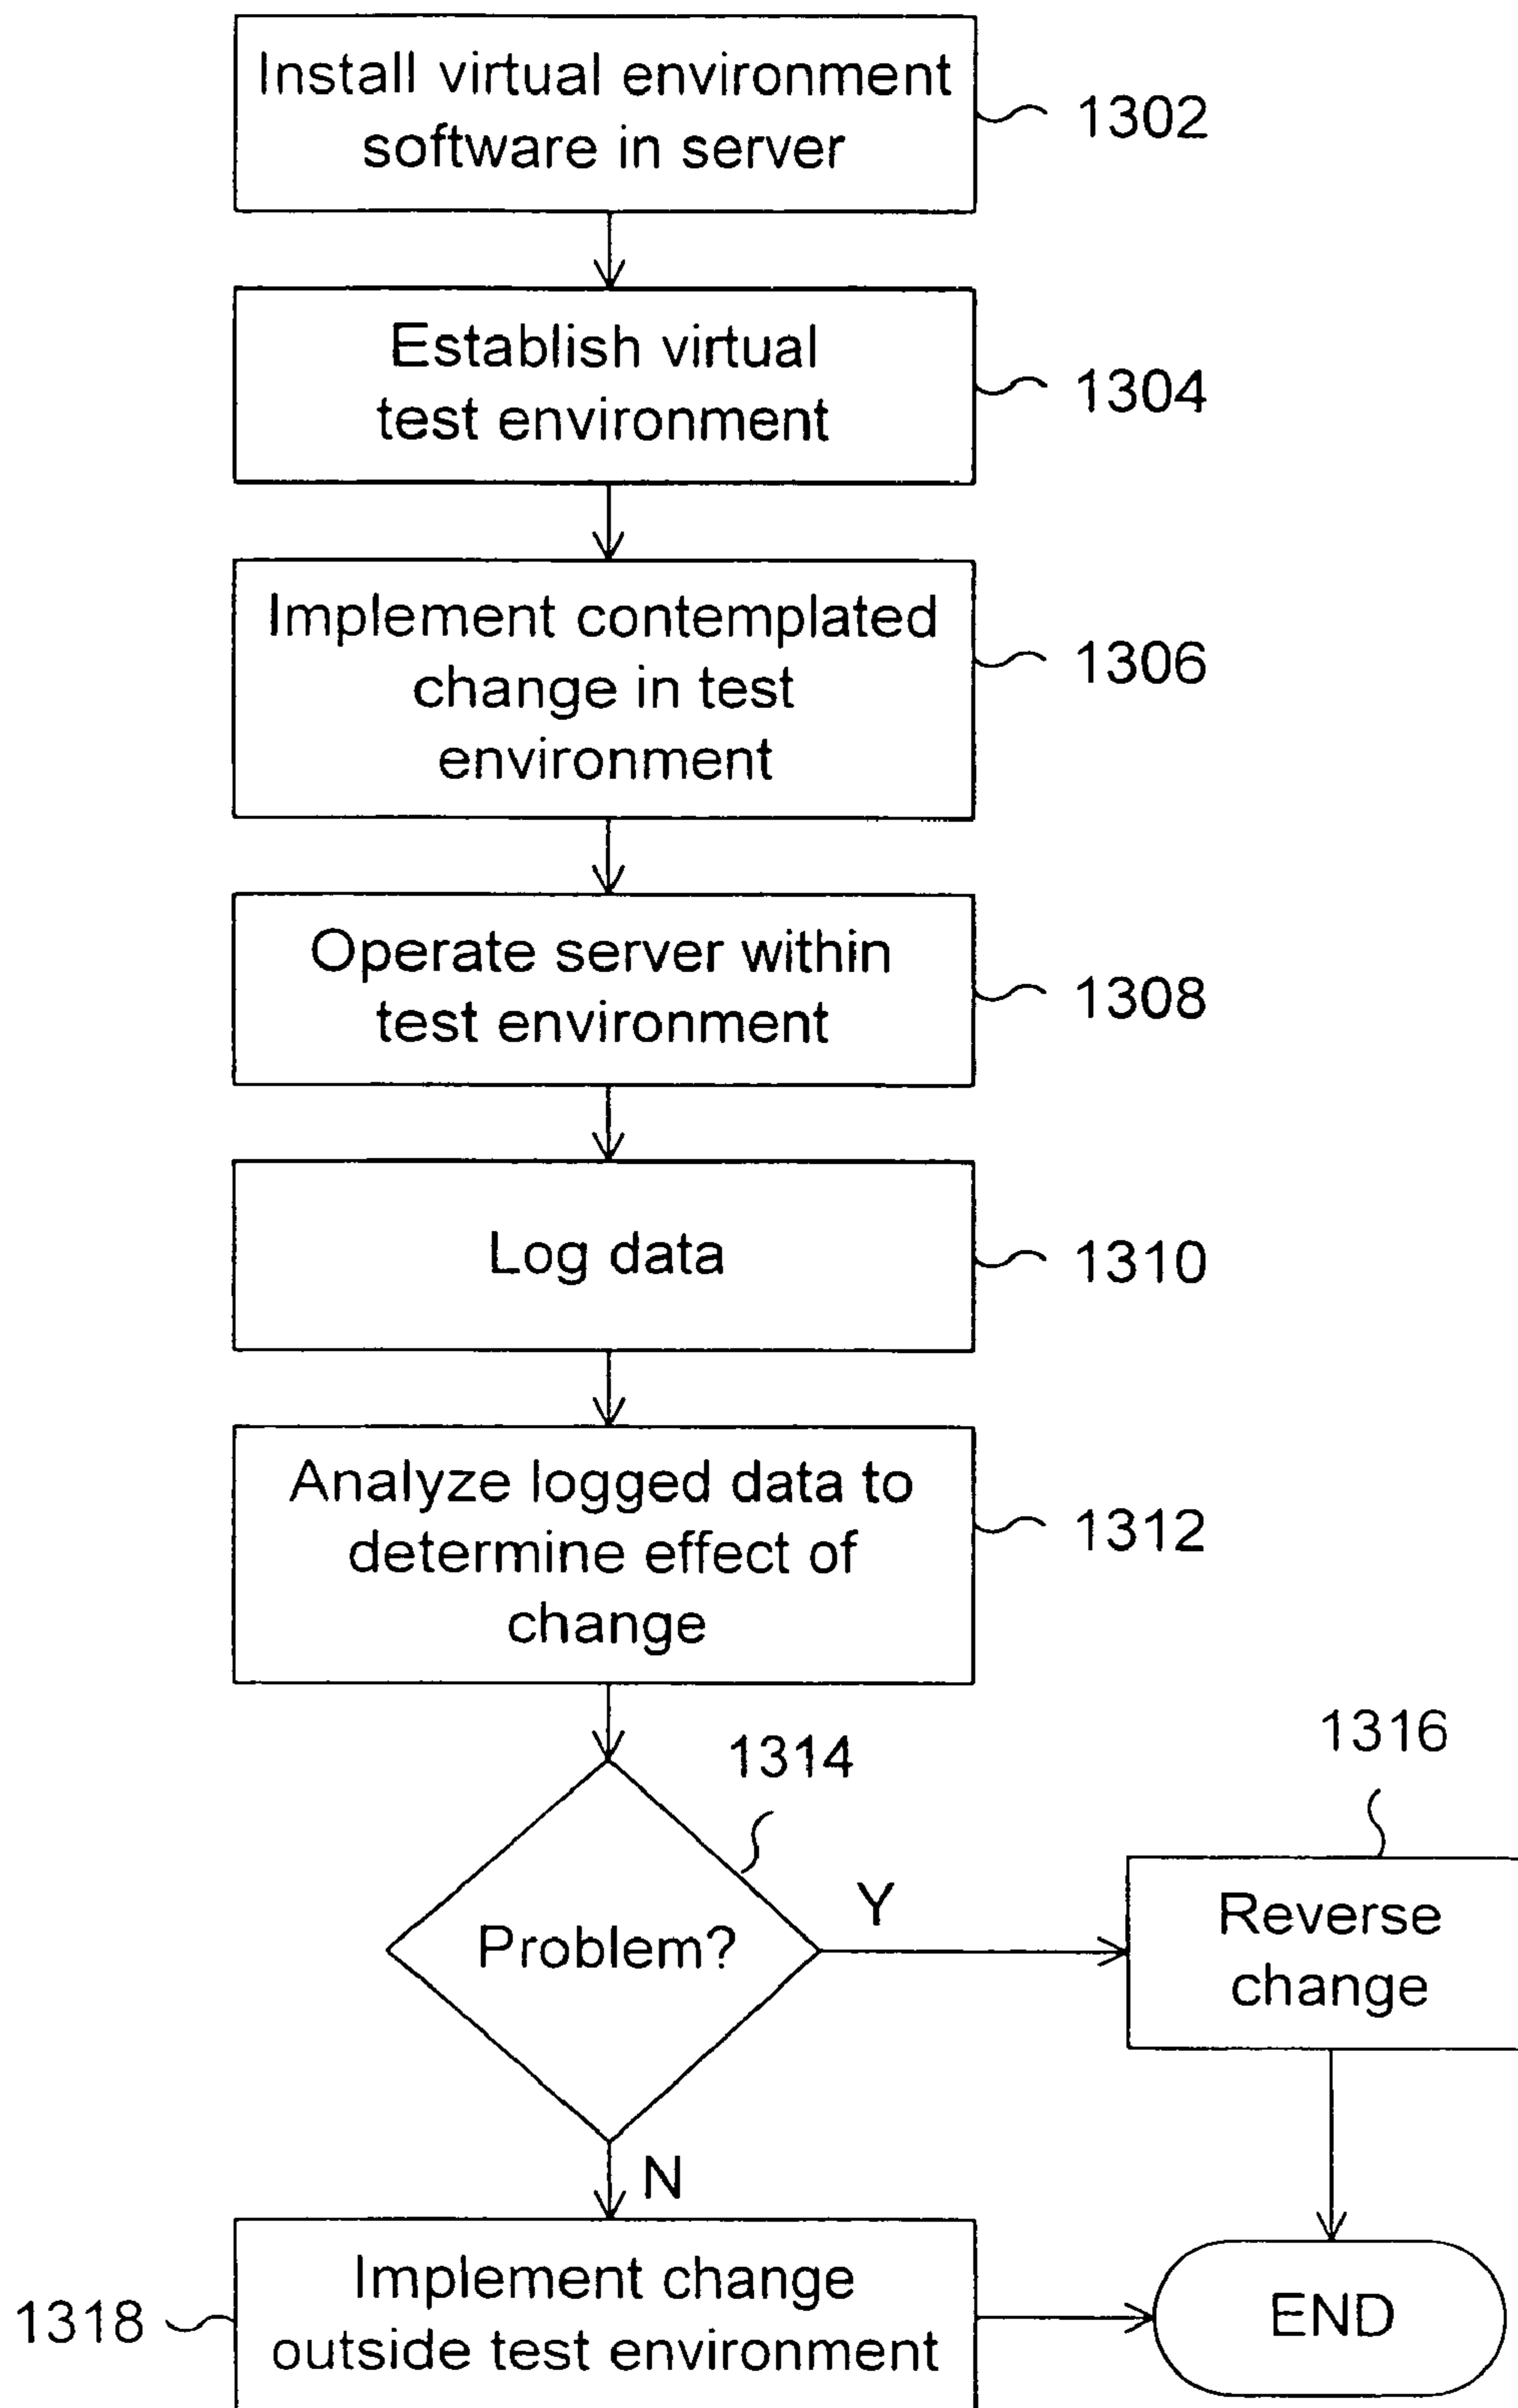 Install virtual environment
software in server
1302
Establish virtual
test environment
1304
Implement contemplated
change in test
environment
1306
Operate server within
test environment
1308
Log data
1310
Analyze logged data to
determine effect of
change
1312
1314
Problem?
Y
1316
Reverse
change
N
1318
Implement change
outside test environment
END